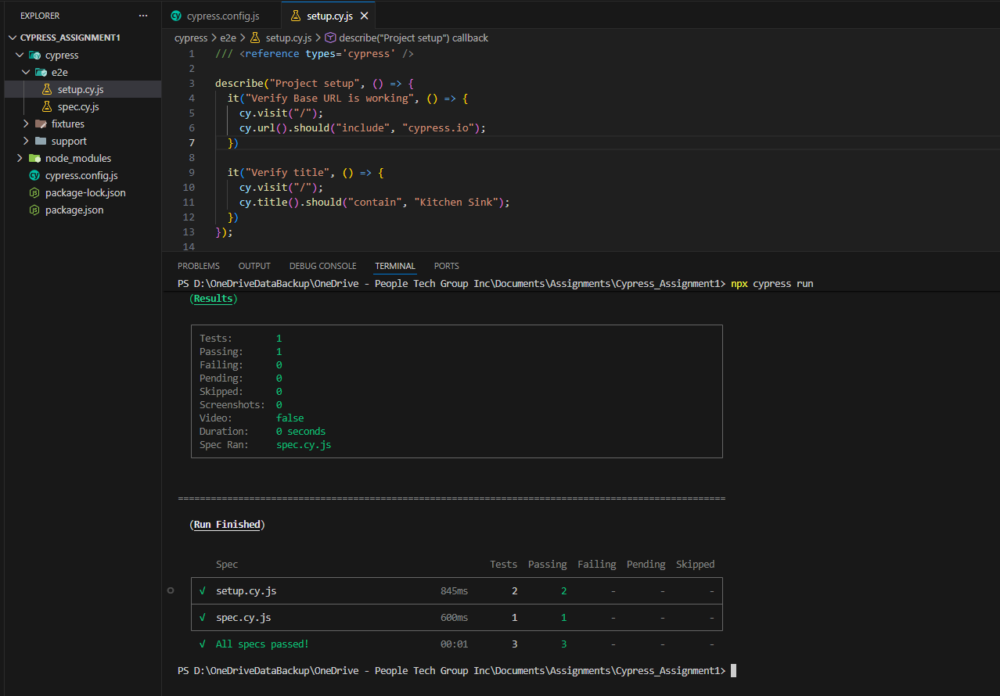 EXPLORER
CYPRESS_ASSIGNMENT1
cypress
e2e
setup.cy.js
spec.cy.js
fixtures
support
node_modules
cypress.config.js
package-lock.json
package.json
cypress.config.js
setup.cy.js
cypress > e2e > setup.cy.js > describe("Project setup") callback
1 /// <reference types='cypress' />
2
3 describe("Project setup", () => {
4 it("Verify Base URL is working", () => {
5 cy.visit("/");
6 cy.url().should("include", "cypress.io");
7 })
8
9 it("Verify title", () => {
10 cy.visit("/");
11 cy.title().should("contain", "Kitchen Sink");
12 })
13 });
14
PROBLEMS OUTPUT DEBUG CONSOLE TERMINAL PORTS
PS D:\OneDriveDataBackup\OneDrive - People Tech Group Inc\Documents\Assignments\Cypress_Assignment1> npx cypress run
(Results)
Tests: 1
Passing: 1
Failing: 0
Pending: 0
Skipped: 0
Screenshots: 0
Video: false
Duration: 0 seconds
Spec Ran: spec.cy.js
====================================================================================================
(Run Finished)
Spec Tests Passing Failing Pending Skipped
√ setup.cy.js 845ms 2 2 - - -
√ spec.cy.js 600ms 1 1 - - -
√ All specs passed! 00:01 3 3 - - -
PS D:\OneDriveDataBackup\OneDrive - People Tech Group Inc\Documents\Assignments\Cypress_Assignment1>